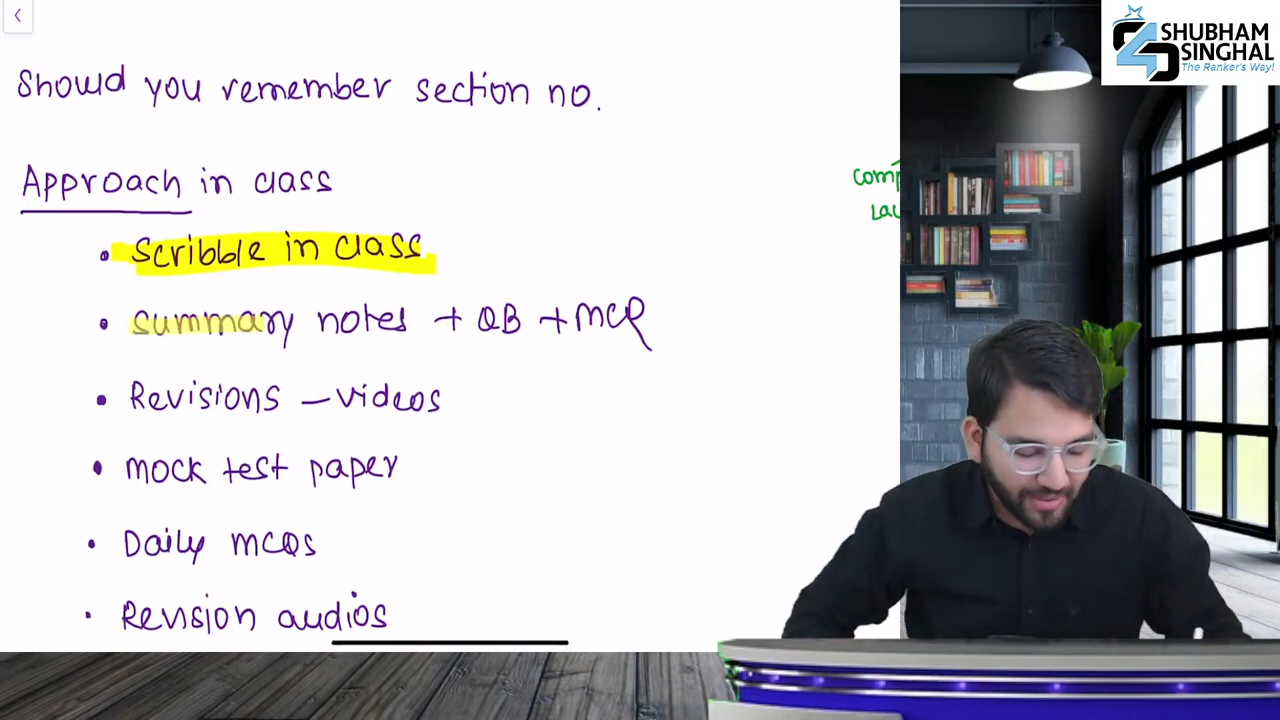 SHUBHAM
SINGHAL
The Ranker's Way!
Should you remember section no.
Approach in class
• Scribble in class
• summary notes + QB + MCQ
• Revisions – videos
• mock test paper
• Daily MCQs
• Revision audios